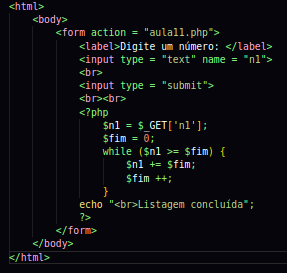 <html>
<body>
<form action = "aula11.php">
<label>Digite um número: </label>
<input type = "text" name = "n1">
<br>
<input type = "submit">
<br><br>
<?php
$n1 = $_GET['n1'];
$fim = 0;
while ($n1 >= $fim) {
$n1 += $fim;
$fim ++;
}
echo "<br>Listagem concluída";
?>
</form>
</body>
</html>